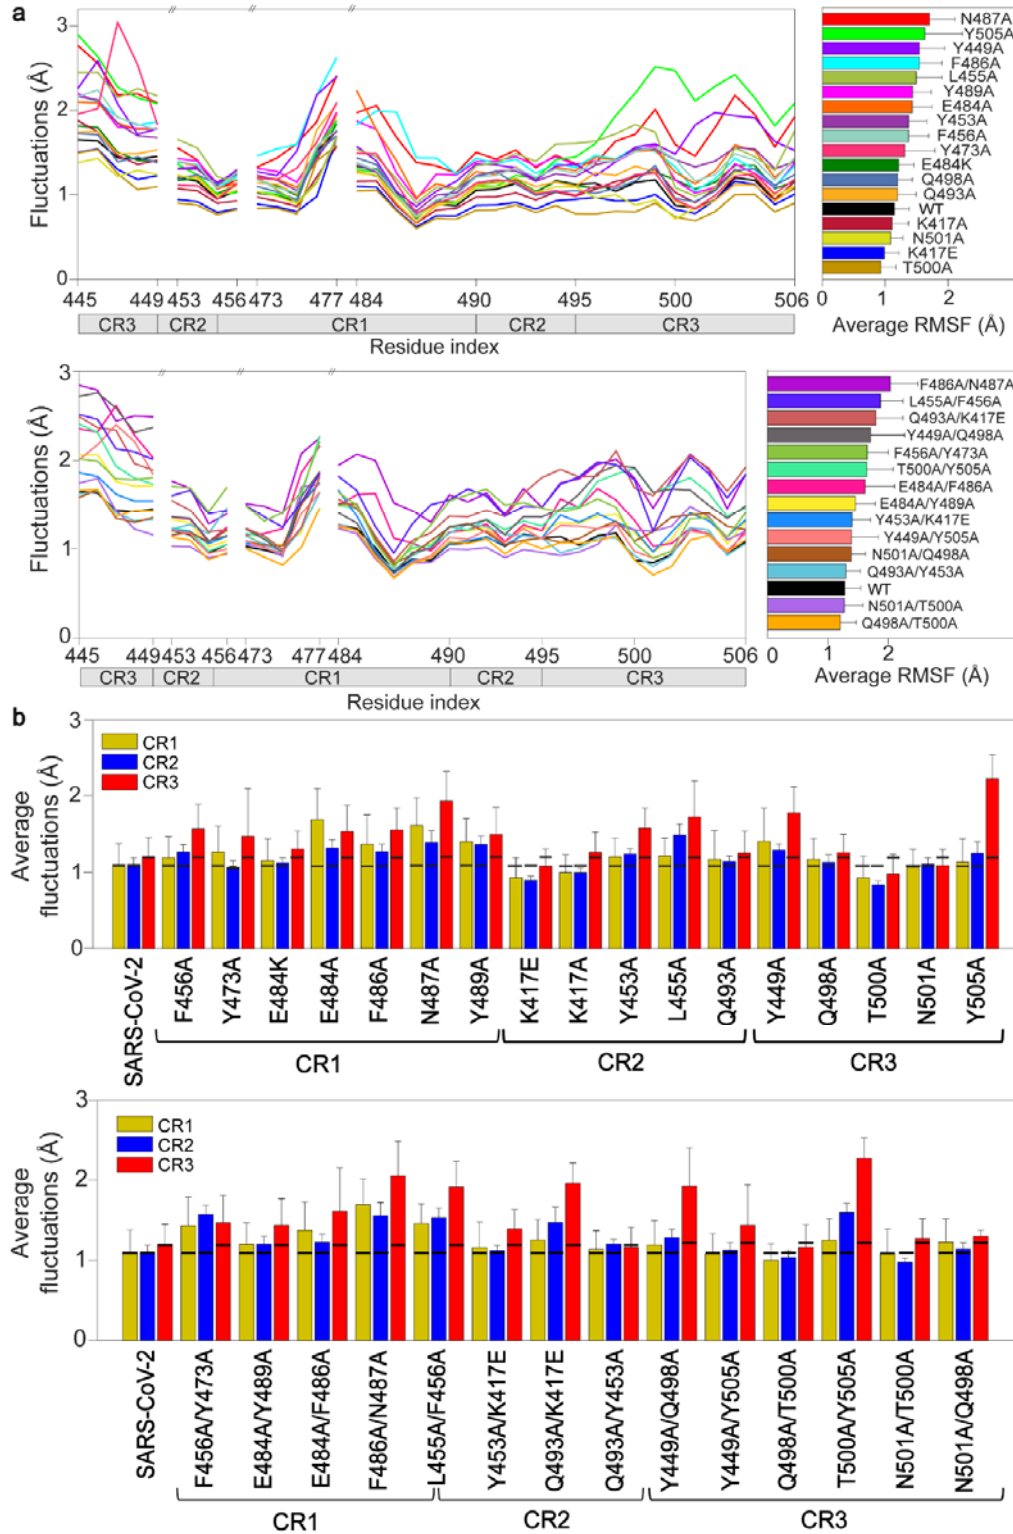 a
Fluctuations (Å)
3
2
1
0
445 449 453 456 473 477 484 490 495 500 506
CR3 CR2 CR1 CR2 CR3
Residue index
N487A
Y505A
Y449A
F486A
L455A
Y489A
E484A
Y453A
F456A
Y473A
E484K
Q498A
Q493A
WT
K417A
N501A
K417E
T500A
0 1 2
Average RMSF (Å)
Fluctuations (Å)
3
2
1
0
445 449 453 456 473 477 484 490 495 500 506
CR3 CR2 CR1 CR2 CR3
Residue index
F486A/N487A
L455A/F456A
Q493A/K417E
Y449A/Q498A
F456A/Y473A
T500A/Y505A
E484A/F486A
E484A/Y489A
Y453A/K417E
Y449A/Y505A
N501A/Q498A
Q493A/Y453A
WT
N501A/T500A
Q498A/T500A
0 1 2
Average RMSF (Å)
b
Average
fluctuations (Å)
3
2
1
0
CR1
CR2
CR3
SARS-CoV-2
F456A
Y473A
E484K
E484A
F486A
N487A
Y489A
K417E
K417A
Y453A
L455A
Q493A
Y449A
Q498A
T500A
N501A
Y505A
CR1 CR2 CR3
Average
fluctuations (Å)
3
2
1
0
CR1
CR2
CR3
SARS-CoV-2
F456A/Y473A
E484A/Y489A
E484A/F486A
F486A/N487A
L455A/F456A
Y453A/K417E
Q493A/K417E
Q493A/Y453A
Y449A/Q498A
Y449A/Y505A
Q498A/T500A
T500A/Y505A
N501A/T500A
N501A/Q498A
CR1 CR2 CR3